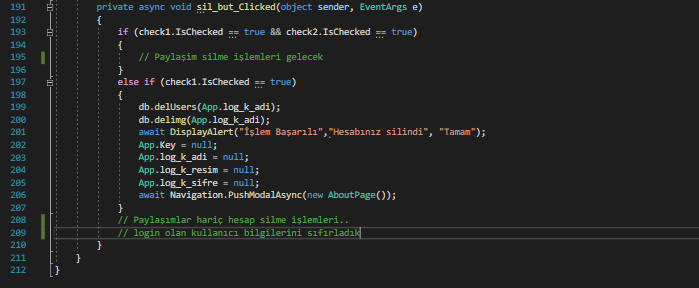 191 private async void sil_but_Clicked(object sender, EventArgs e)
192 {
193 if (check1.IsChecked == true && check2.IsChecked == true)
194 {
195 // Paylaşim silme işlemleri gelecek
196 }
197 else if (check1.IsChecked == true)
198 {
199 db.delUsers(App.log_k_adi);
200 db.delimg(App.log_k_adi);
201 await DisplayAlert("İşlem Başarılı","Hesabınız silindi", "Tamam");
202 App.Key = null;
203 App.log_k_adi = null;
204 App.log_k_resim = null;
205 App.log_k_sifre = null;
206 await Navigation.PushModalAsync(new AboutPage());
207 }
208 // Paylaşımlar hariç hesap silme işlemleri..
209 // login olan kullanıcı bilgilerini sıfırladık
210 }
211 }
212 }